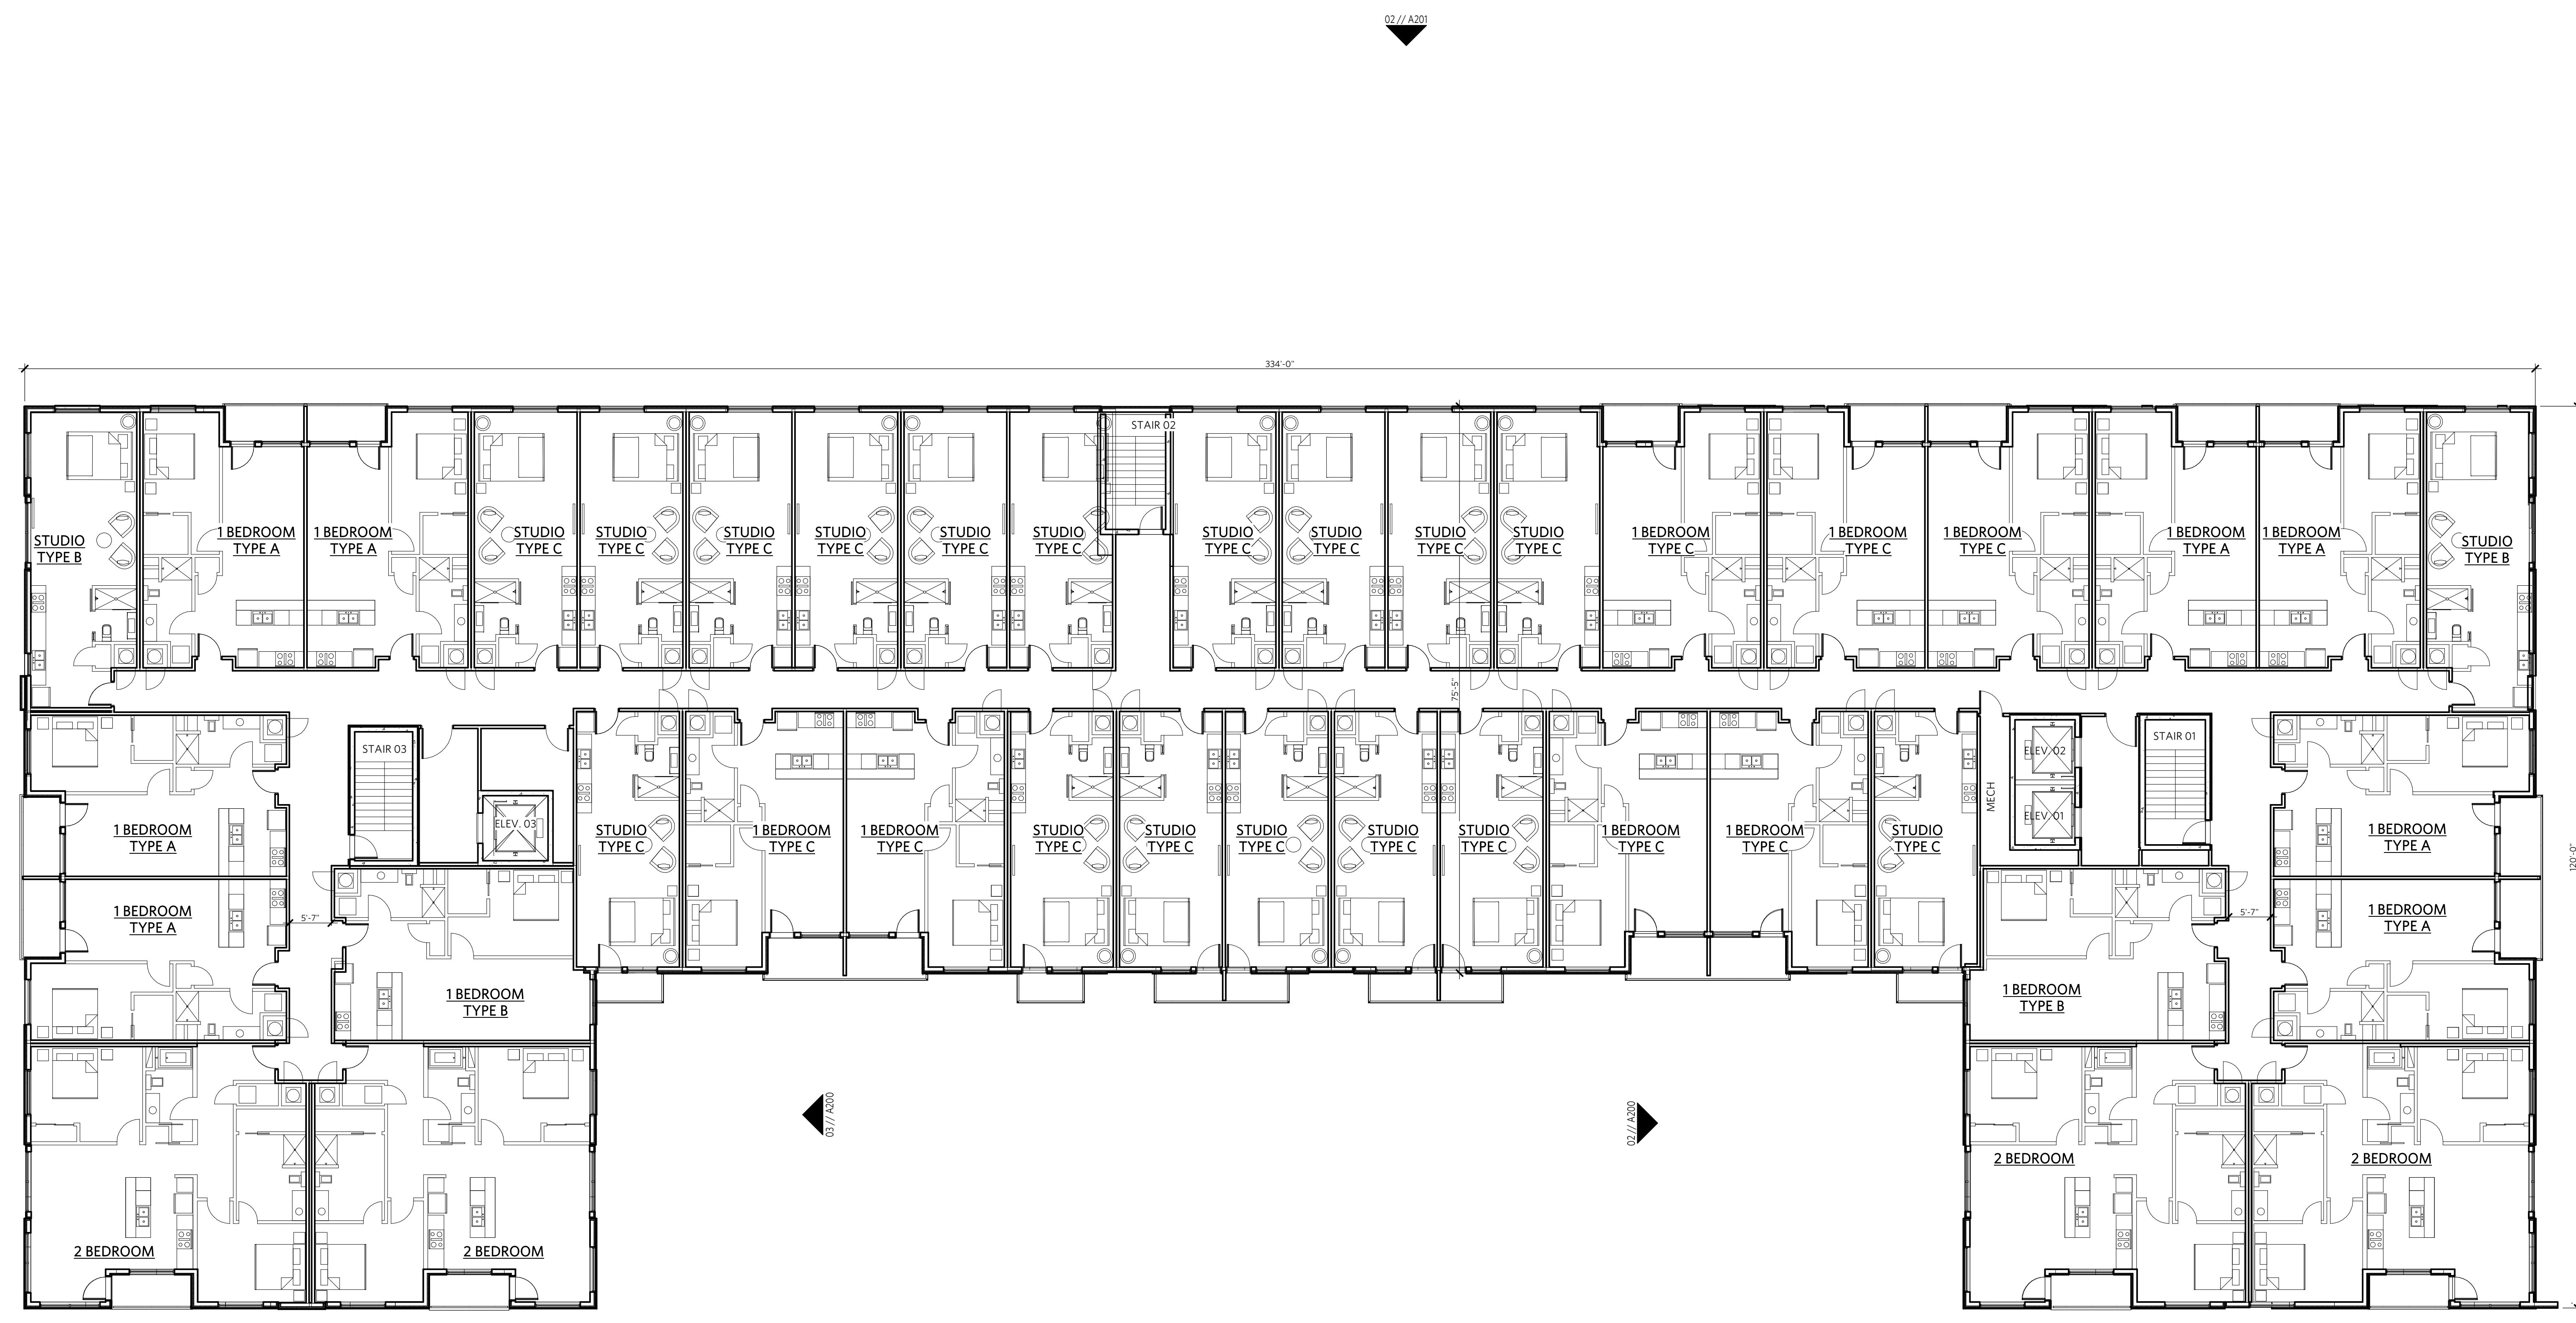 02 // A201
334'-0"
STAIR 02
STUDIO
TYPE B
1 BEDROOM
TYPE A
1 BEDROOM
TYPE A
STUDIO
TYPE C
STUDIO
TYPE C
STUDIO
TYPE C
STUDIO
TYPE C
STUDIO
TYPE C
STUDIO
TYPE C
STUDIO
TYPE C
STUDIO
TYPE C
STUDIO
TYPE C
STUDIO
TYPE C
1 BEDROOM
TYPE C
1 BEDROOM
TYPE C
1 BEDROOM
TYPE C
1 BEDROOM
TYPE A
1 BEDROOM
TYPE A
STUDIO
TYPE B
75'-5"
STAIR 03
ELEV. 03
ELEV. 02
ELEV. 01
STAIR 01
MECH
1 BEDROOM
TYPE A
STUDIO
TYPE C
1 BEDROOM
TYPE C
1 BEDROOM
TYPE C
STUDIO
TYPE C
STUDIO
TYPE C
STUDIO
TYPE C
STUDIO
TYPE C
STUDIO
TYPE C
1 BEDROOM
TYPE C
1 BEDROOM
TYPE C
STUDIO
TYPE C
1 BEDROOM
TYPE A
120'-0"
1 BEDROOM
TYPE A
5'-7"
5'-7"
1 BEDROOM
TYPE A
1 BEDROOM
TYPE B
1 BEDROOM
TYPE B
03 // A200
02 // A200
2 BEDROOM
2 BEDROOM
2 BEDROOM
2 BEDROOM